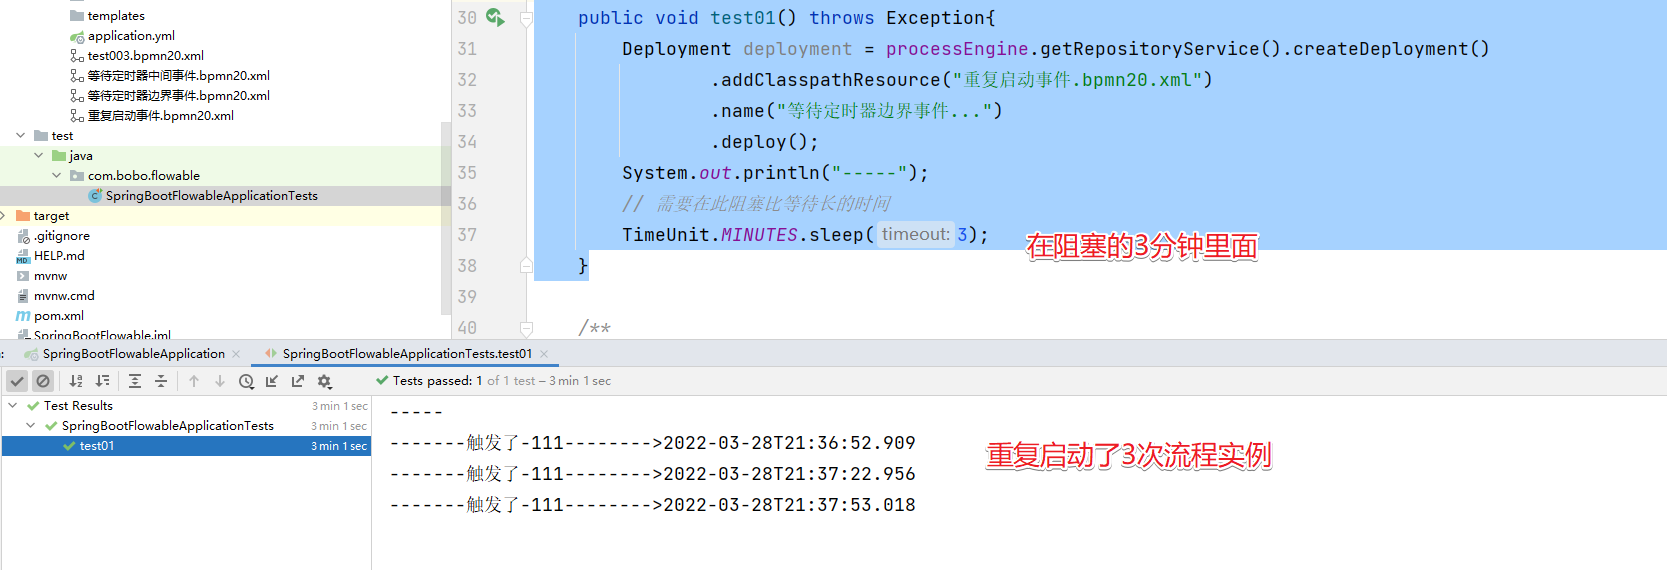 templates
application.yml
test003.bpmn20.xml
等待定时器中间事件.bpmn20.xml
等待定时器边界事件.bpmn20.xml
重复启动事件.bpmn20.xml
test
java
com.bobo.flowable
SpringBootFlowableApplicationTests
target
.gitignore
HELP.md
mvnw
mvnw.cmd
pom.xml
SpringBootFlowable.iml
30 public void test01() throws Exception{
31 Deployment deployment = processEngine.getRepositoryService().createDeployment()
32 .addClasspathResource("重复启动事件.bpmn20.xml")
33 .name("等待定时器边界事件...")
34 .deploy();
35 System.out.println("-----");
36 // 需要在此阻塞比等待长的时间
37 TimeUnit.MINUTES.sleep( timeout: 3);
38 }
39
40 /**
在阻塞的3分钟里面
SpringBootFlowableApplication
SpringBootFlowableApplicationTests.test01
Tests passed: 1 of 1 test – 3 min 1 sec
Test Results 3 min 1 sec
SpringBootFlowableApplicationTests 3 min 1 sec
test01 3 min 1 sec
-----
-------触发了-111-------->2022-03-28T21:36:52.909
-------触发了-111-------->2022-03-28T21:37:22.956
-------触发了-111-------->2022-03-28T21:37:53.018
重复启动了3次流程实例